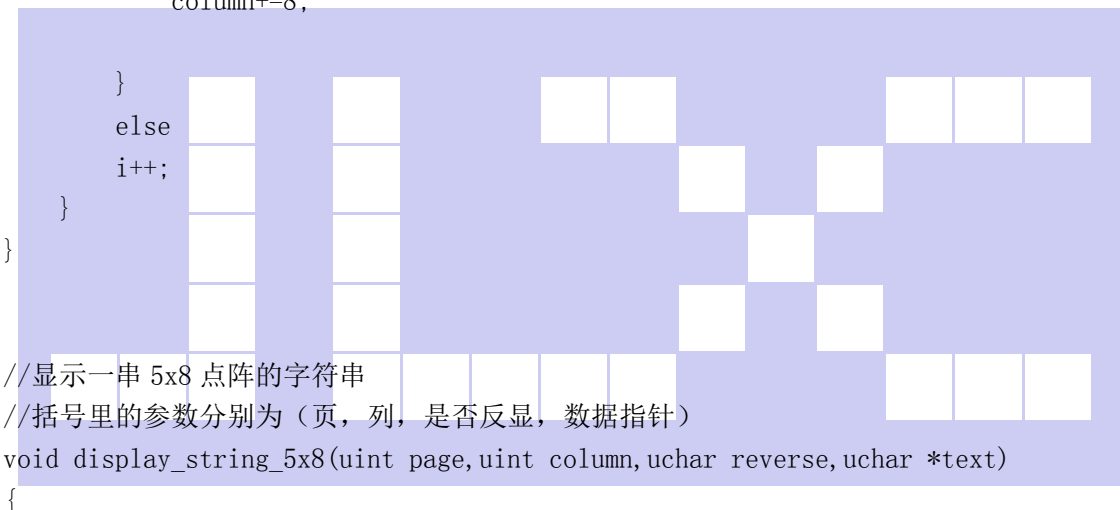 column+=8;
}
else
i++;
}
}
//显示一串 5x8 点阵的字符串
//括号里的参数分别为（页，列，是否反显，数据指针）
void display_string_5x8(uint page,uint column,uchar reverse,uchar *text)
{